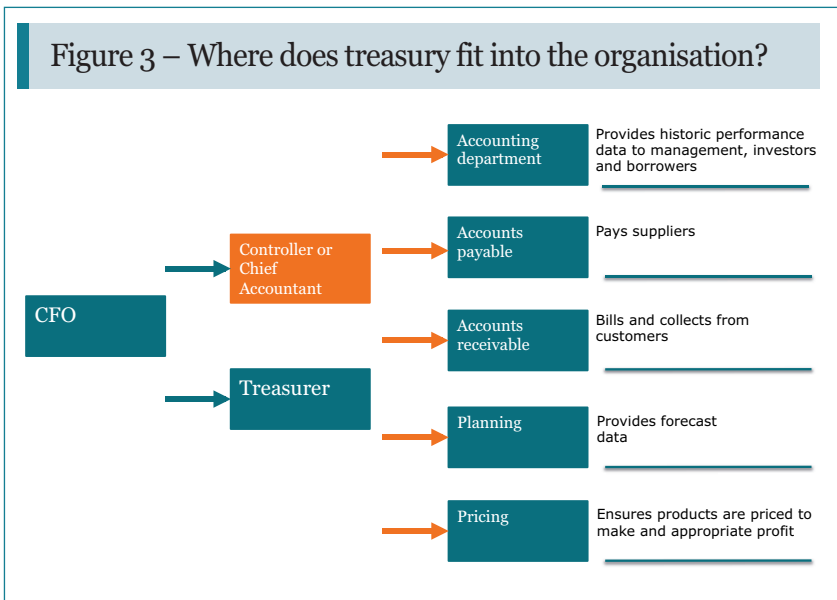 Figure 3 – Where does treasury fit into the organisation?
Accounting
department
Provides historic performance
data to management, investors
and borrowers
Controller or
Chief
Accountant
Accounts
payable
Pays suppliers
CFO
Accounts
receivable
Bills and collects from
customers
Treasurer
Planning
Provides forecast
data
Pricing
Ensures products are priced to
make and appropriate profit